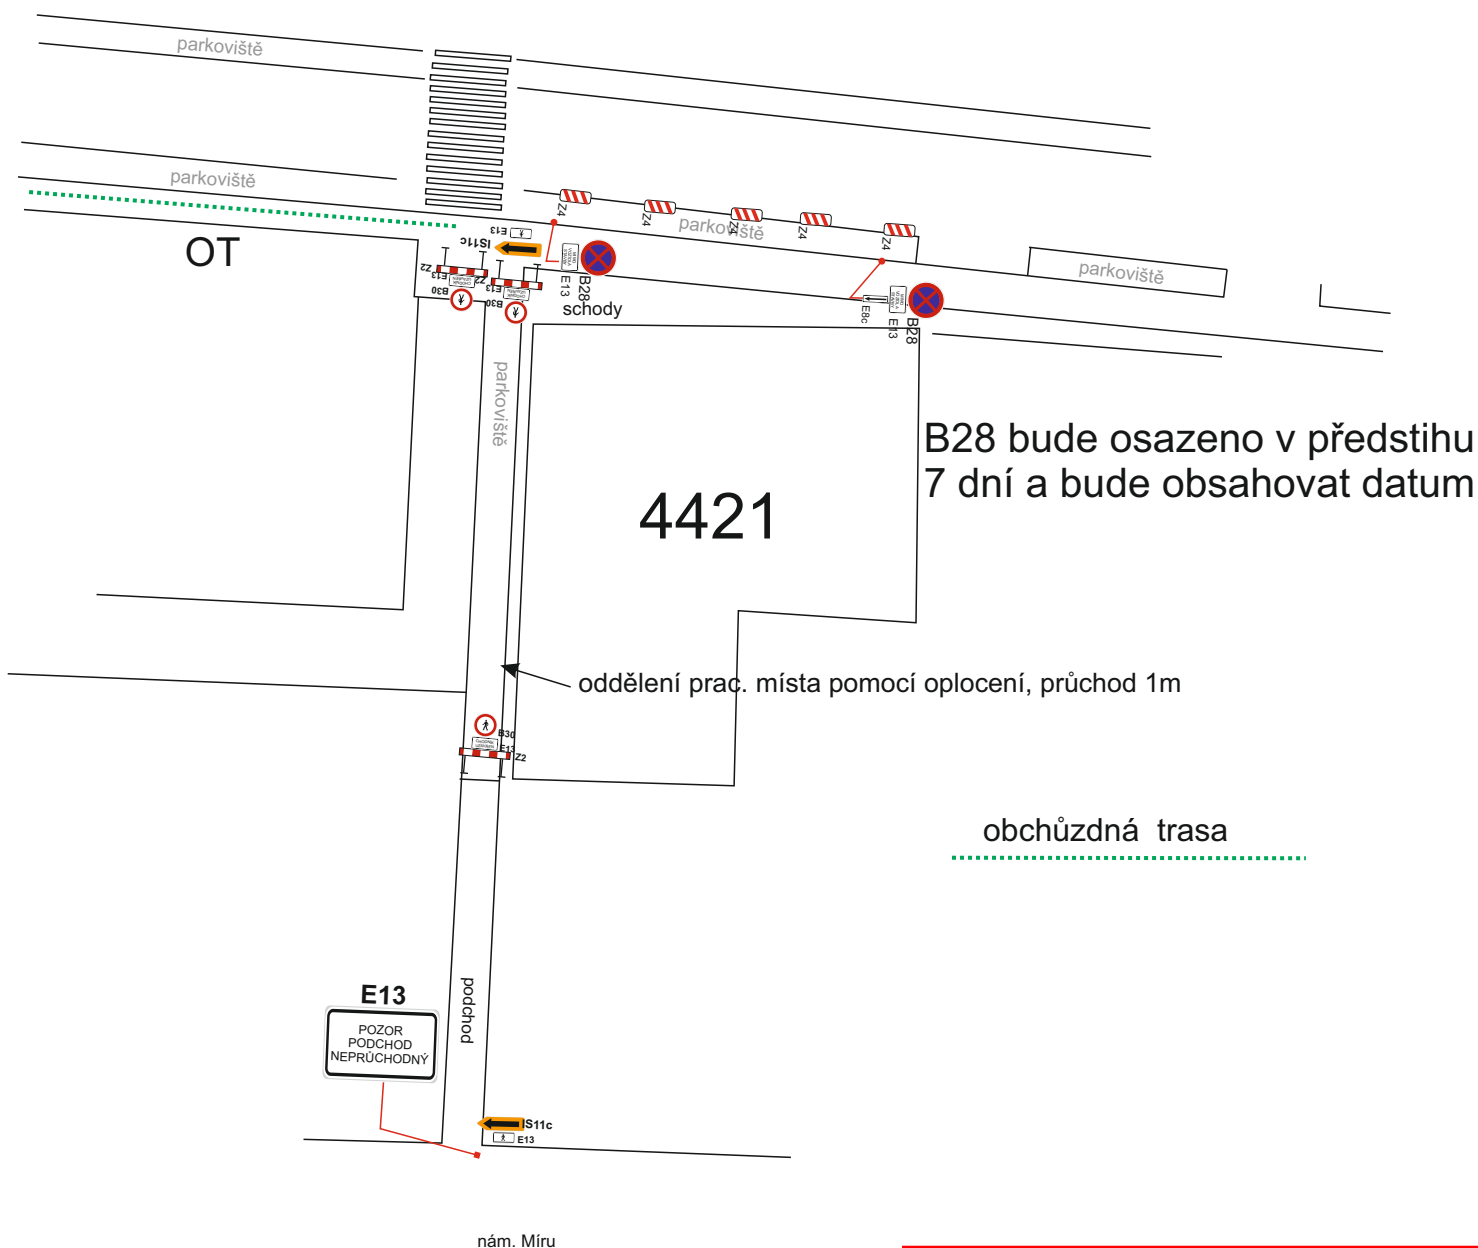 parkoviště
parkoviště
Z4
Z4
Z4
Z4
Z4
parkoviště
parkoviště
OT
E13
IS11c
Z2
E13
B30
Z2
E13
B30
E13
B28
schody
E8c
E13
B28
parkoviště
B28 bude osazeno v předstihu
7 dní a bude obsahovat datum
4421
oddělení prac. místa pomocí oplocení, průchod 1m
B30
E13
Z2
obchůzdná trasa
podchod
E13
POZOR
PODCHOD
NEPRŮCHODNÝ
IS11c
E13
nám. Míru